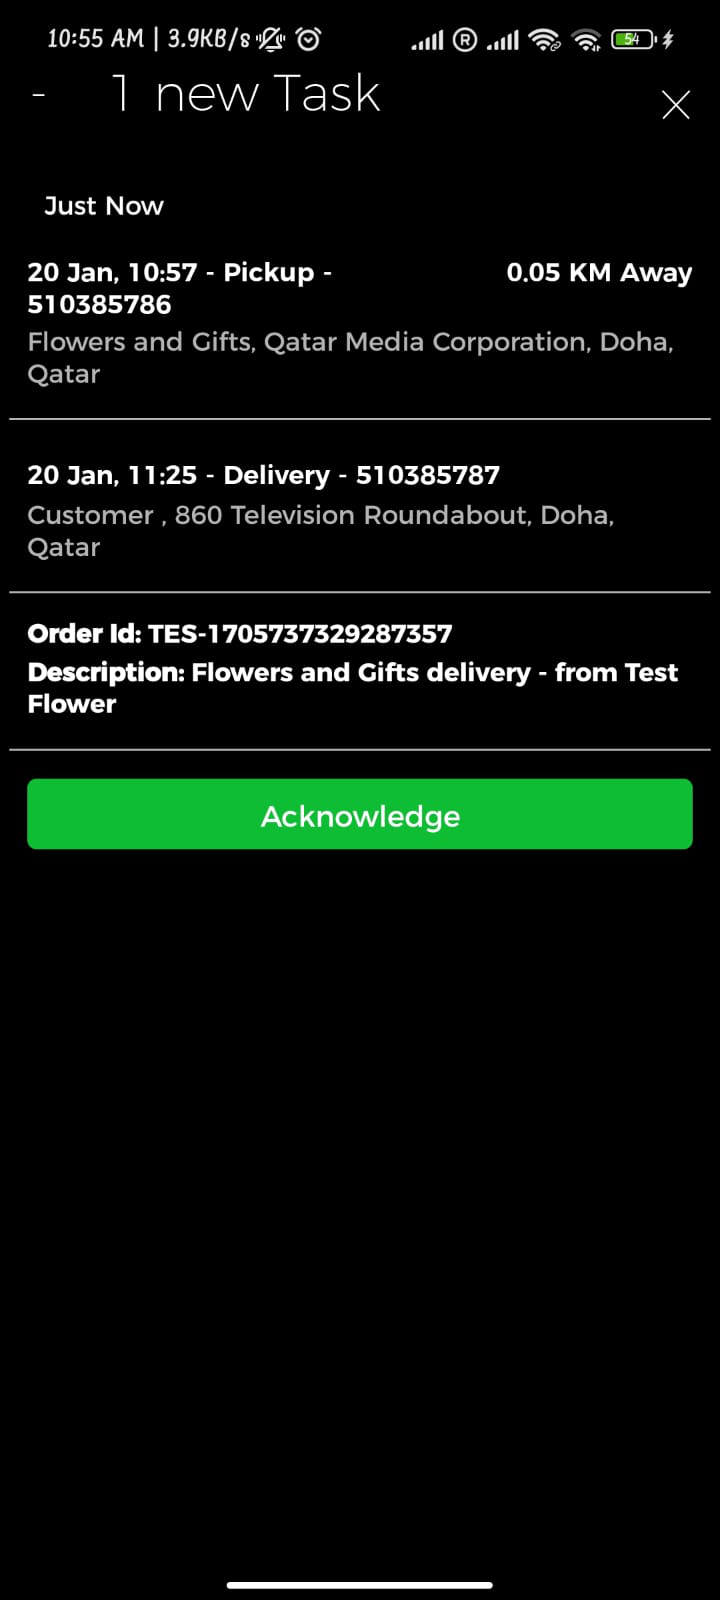 10:55 AM | 3.9KB/s
54
- 1 new Task
Just Now
20 Jan, 10:57 - Pickup - 0.05 KM Away
510385786
Flowers and Gifts, Qatar Media Corporation, Doha,
Qatar
20 Jan, 11:25 - Delivery - 510385787
Customer , 860 Television Roundabout, Doha,
Qatar
Order Id: TES-1705737329287357
Description: Flowers and Gifts delivery - from Test
Flower
Acknowledge